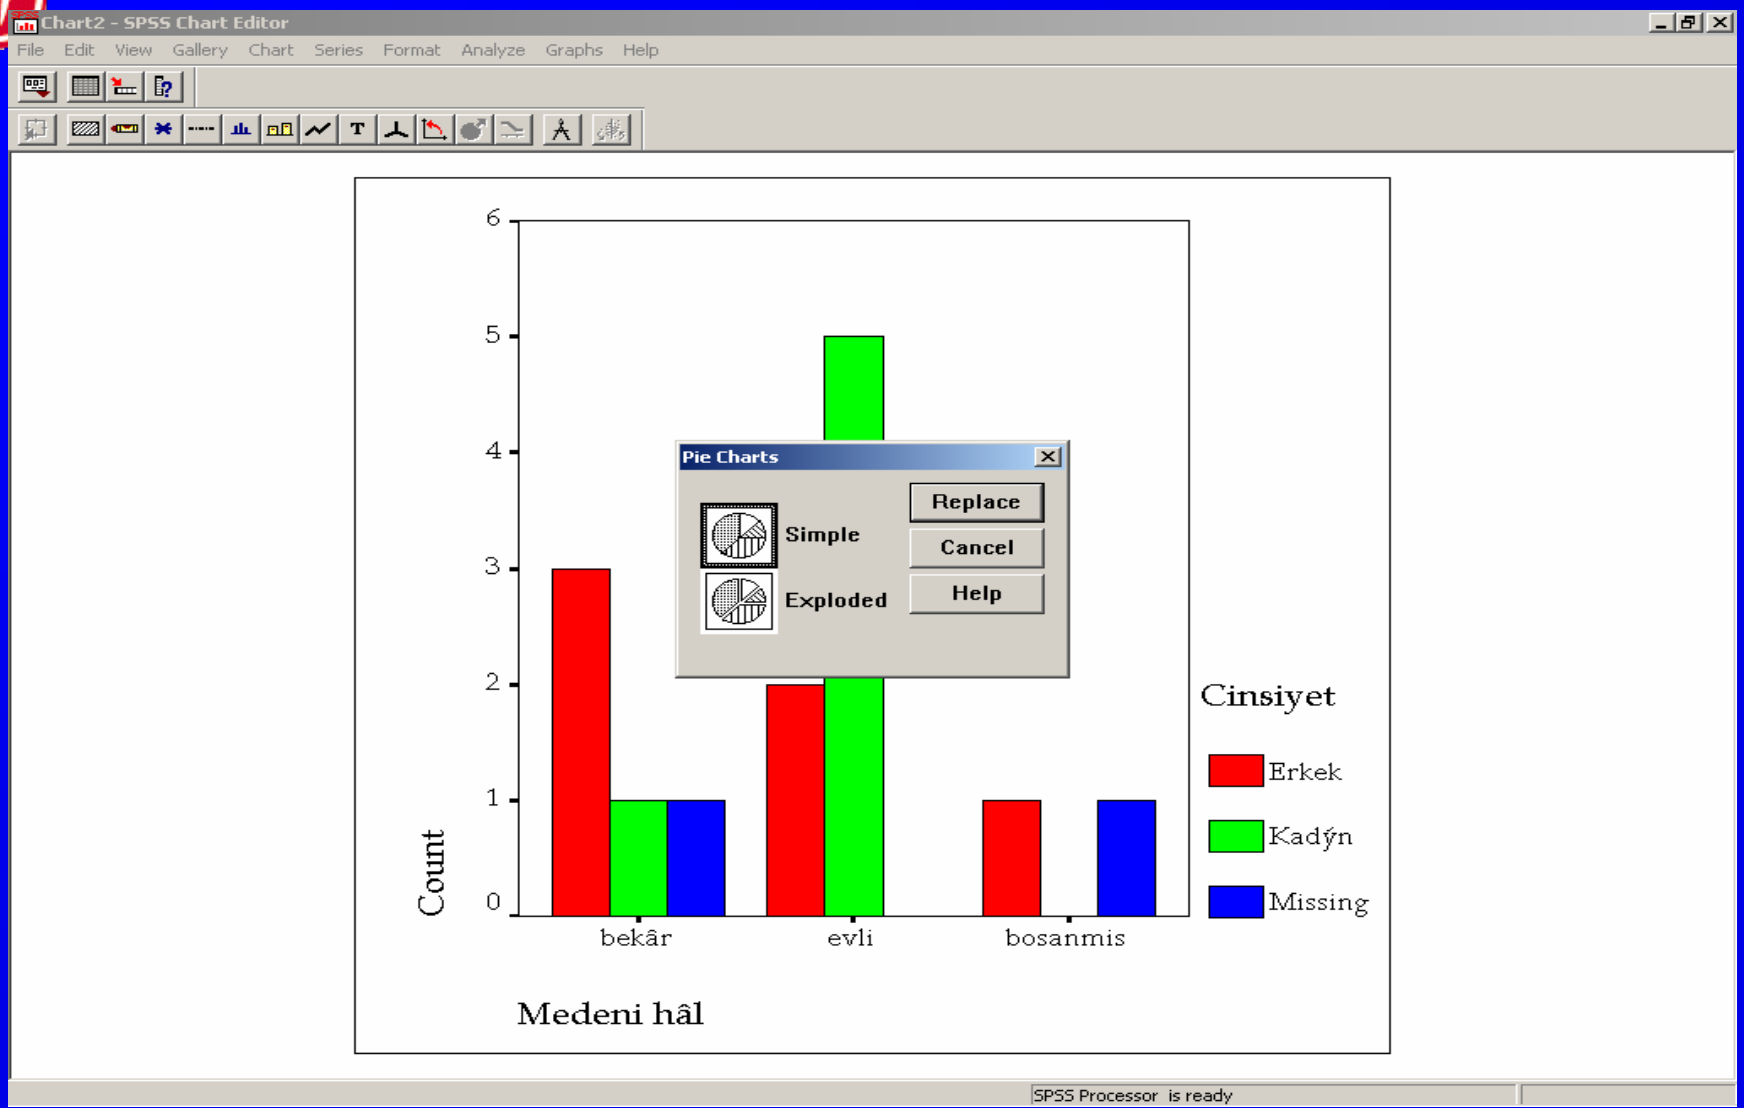 Chart2 - SPSS Chart Editor
File Edit View Gallery Chart Series Format Analyze Graphs Help
T
6
5
4
3
2
1
0
Count
bekâr evli bosanmis
Medeni hâl
Cinsiyet
Erkek
Kadýn
Missing
Pie Charts
Simple
Exploded
Replace
Cancel
Help
SPSS Processor is ready